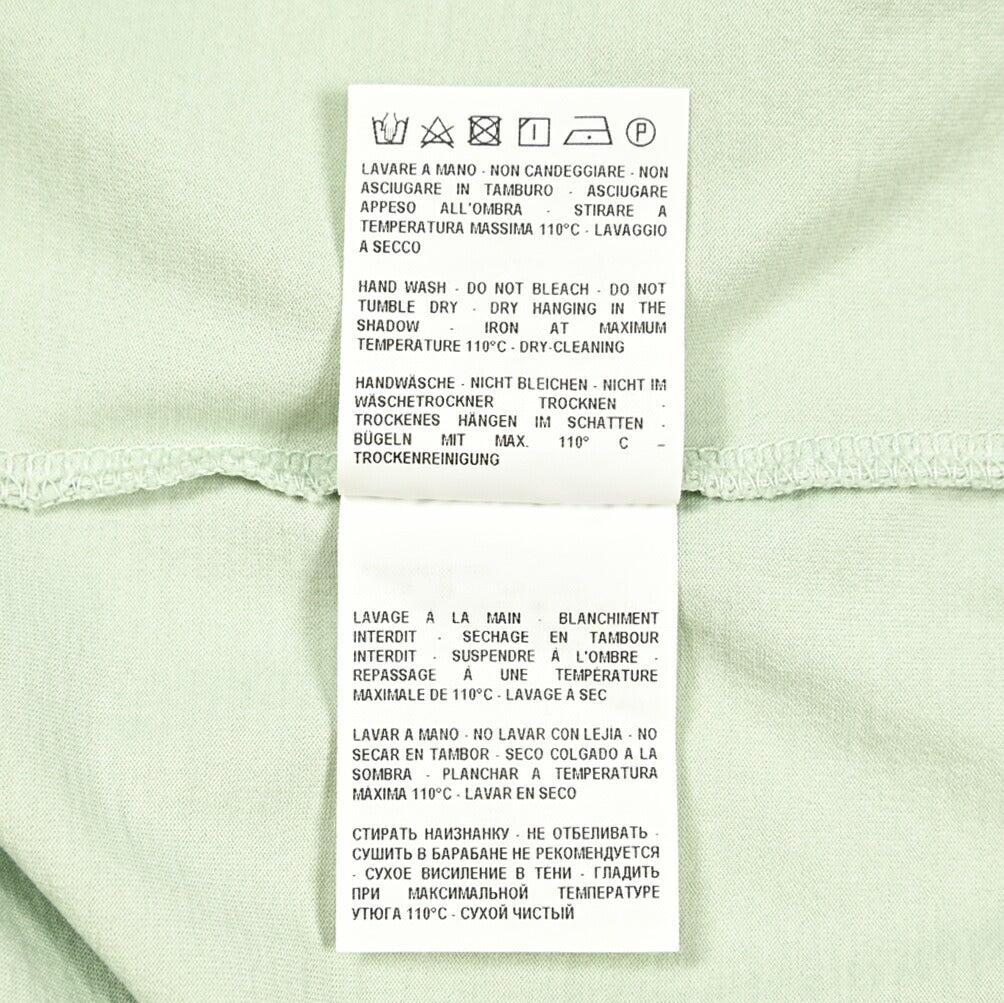 P
LAVARE A MANO - NON CANDEGGIARE - NON
ASCIUGARE IN TAMBURO - ASCIUGARE
APPESO ALL'OMBRA - STIRARE A
TEMPERATURA MASSIMA 110°C - LAVAGGIO
A SECCO
HAND WASH - DO NOT BLEACH - DO NOT
TUMBLE DRY - DRY HANGING IN THE
SHADOW - IRON AT MAXIMUM
TEMPERATURE 110°C - DRY-CLEANING
HANDWÄSCHE - NICHT BLEICHEN - NICHT IM
WÄSCHETROCKNER TROCKNEN -
TROCKENES HÄNGEN IM SCHATTEN -
BÜGELN MIT MAX. 110° C –
TROCKENREINIGUNG
LAVAGE À LA MAIN - BLANCHIMENT
INTERDIT - SECHAGE EN TAMBOUR
INTERDIT - SUSPENDRE À L'OMBRE -
REPASSAGE À UNE TEMPÉRATURE
MAXIMALE DE 110°C - LAVAGE A SEC
LAVAR A MANO - NO LAVAR CON LEJIA - NO
SECAR EN TAMBOR - SECO COLGADO A LA
SOMBRA - PLANCHAR A TEMPERATURA
MÁXIMA 110°C - LAVAR EN SECO
СТИРАТЬ НАИЗНАНКУ - НЕ ОТБЕЛИВАТЬ -
СУШИТЬ В БАРАБАНЕ НЕ РЕКОМЕНДУЕТСЯ
- СУХОЕ ВИСИЛЕНИЕ В ТЕНИ - ГЛАДИТЬ
ПРИ МАКСИМАЛЬНОЙ ТЕМПЕРАТУРЕ
УТЮГА 110°C - СУХОЙ ЧИСТЫЙ